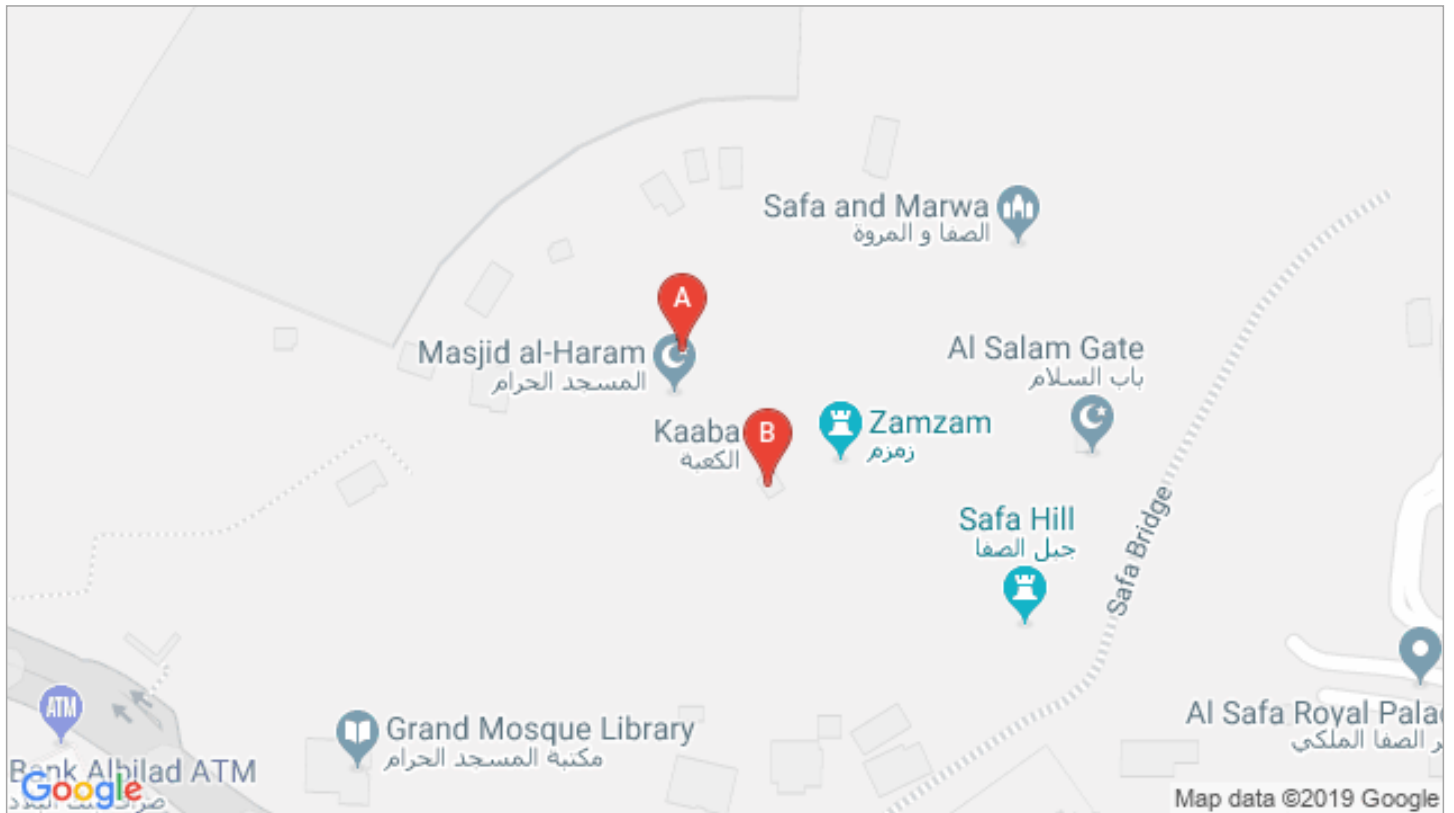 Safa and Marwa
الصفا و المروة
A
Masjid al-Haram
المسجد الحرام
Al Salam Gate
باب السلام
Kaaba
الكعبة
B
Zamzam
زمزم
Safa Hill
جبل الصفا
Safa Bridge
ATM
Grand Mosque Library
مكتبة المسجد الحرام
Al Safa Royal Pala
الصفا الملكي
Bank Albilad ATM
Google
Map data ©2019 Google